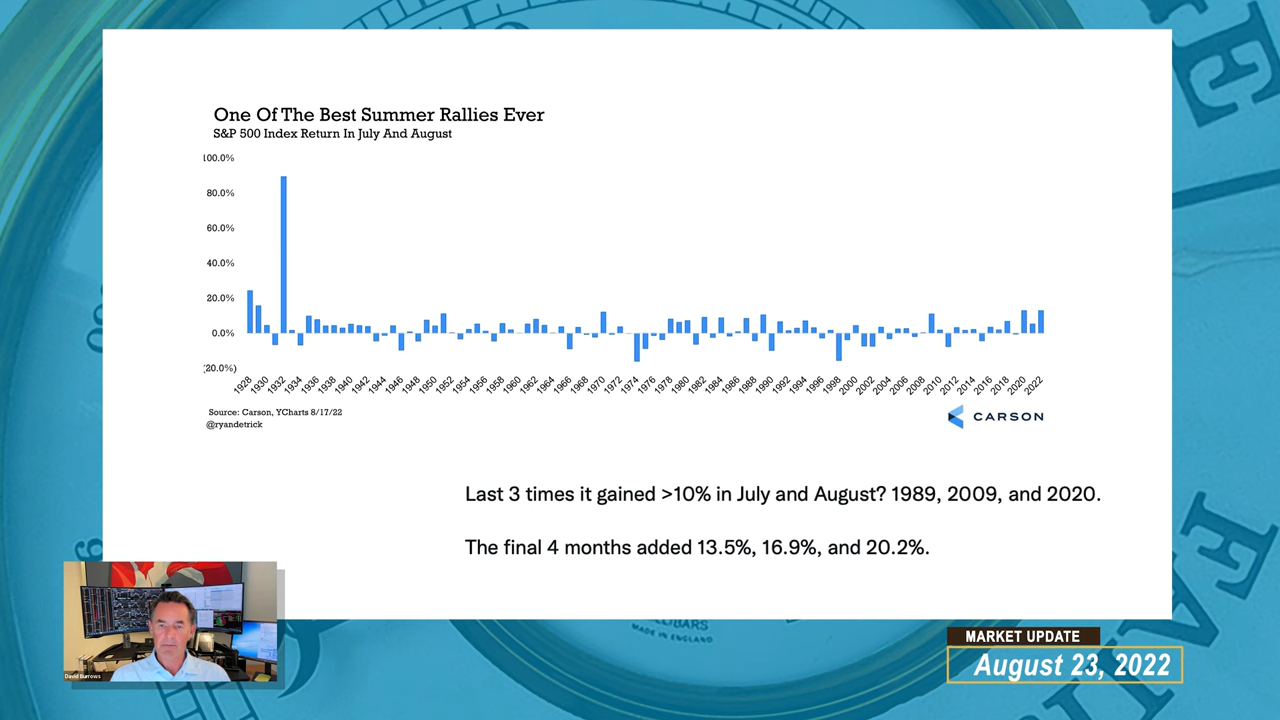 One Of The Best Summer Rallies Ever
S&P 500 Index Return In July And August
100.0%
80.0%
60.0%
40.0%
20.0%
0.0%
(20.0%)
1928 1930 1932 1934 1936 1938 1940 1942 1944 1946 1948 1950 1952 1954 1956 1958 1960 1962 1964 1966 1968 1970 1972 1974 1976 1978 1980 1982 1984 1986 1988 1990 1992 1994 1996 1998 2000 2002 2004 2006 2008 2010 2012 2014 2016 2018 2020 2022
Source: Carson, YCharts 8/17/22
@ryandetrick
CARSON
Last 3 times it gained >10% in July and August? 1989, 2009, and 2020.
The final 4 months added 13.5%, 16.9%, and 20.2%.
David Burrows
MADE IN ENGLAND
MARKET UPDATE
August 23, 2022